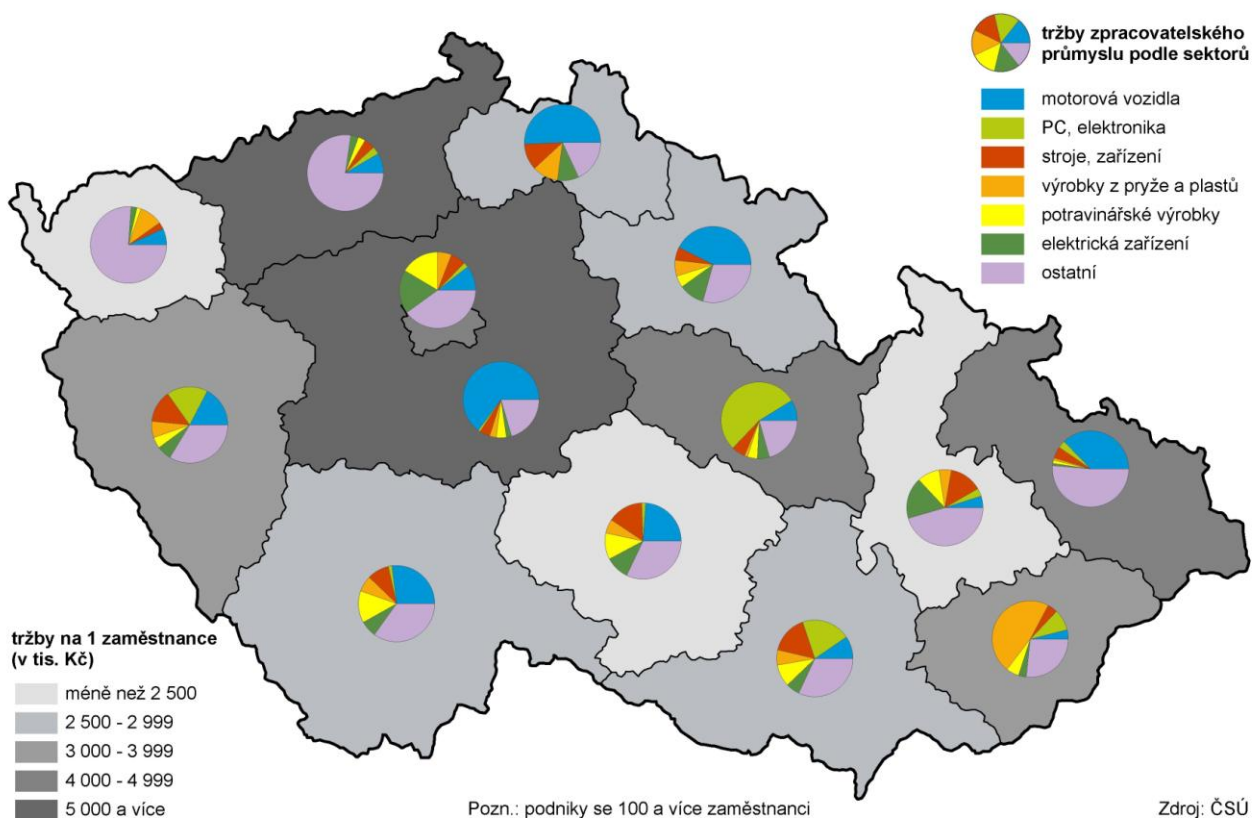 tržby zpracovatelského
průmyslu podle sektorů
motorová vozidla
PC, elektronika
stroje, zařízení
výrobky z pryže a plastů
potravinářské výrobky
elektrická zařízení
ostatní
tržby na 1 zaměstnance
(v tis. Kč)
méně než 2 500
2 500 - 2 999
3 000 - 3 999
4 000 - 4 999
5 000 a více
Pozn.: podniky se 100 a více zaměstnanci
Zdroj: ČSÚ